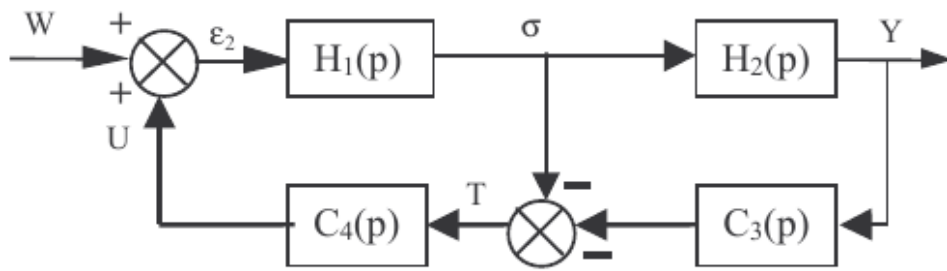 W + ε₂ H₁(p) σ H₂(p) Y
+
U C₄(p) T − − C₃(p)